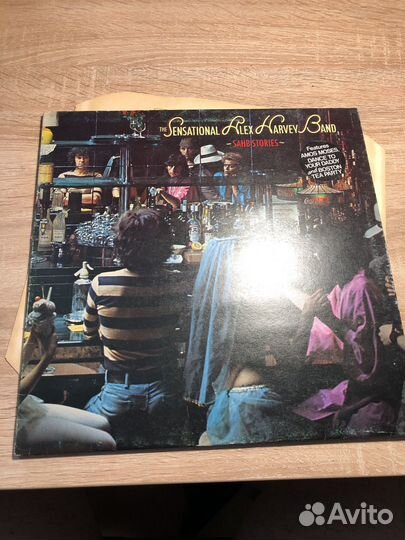 THE SENSATIONAL ALEX HARVEY BAND
~SAHB STORIES~
Features
AMOS MOSES,
DANCE TO
YOUR DADDY
and BOSTON
TEA PARTY
Avito